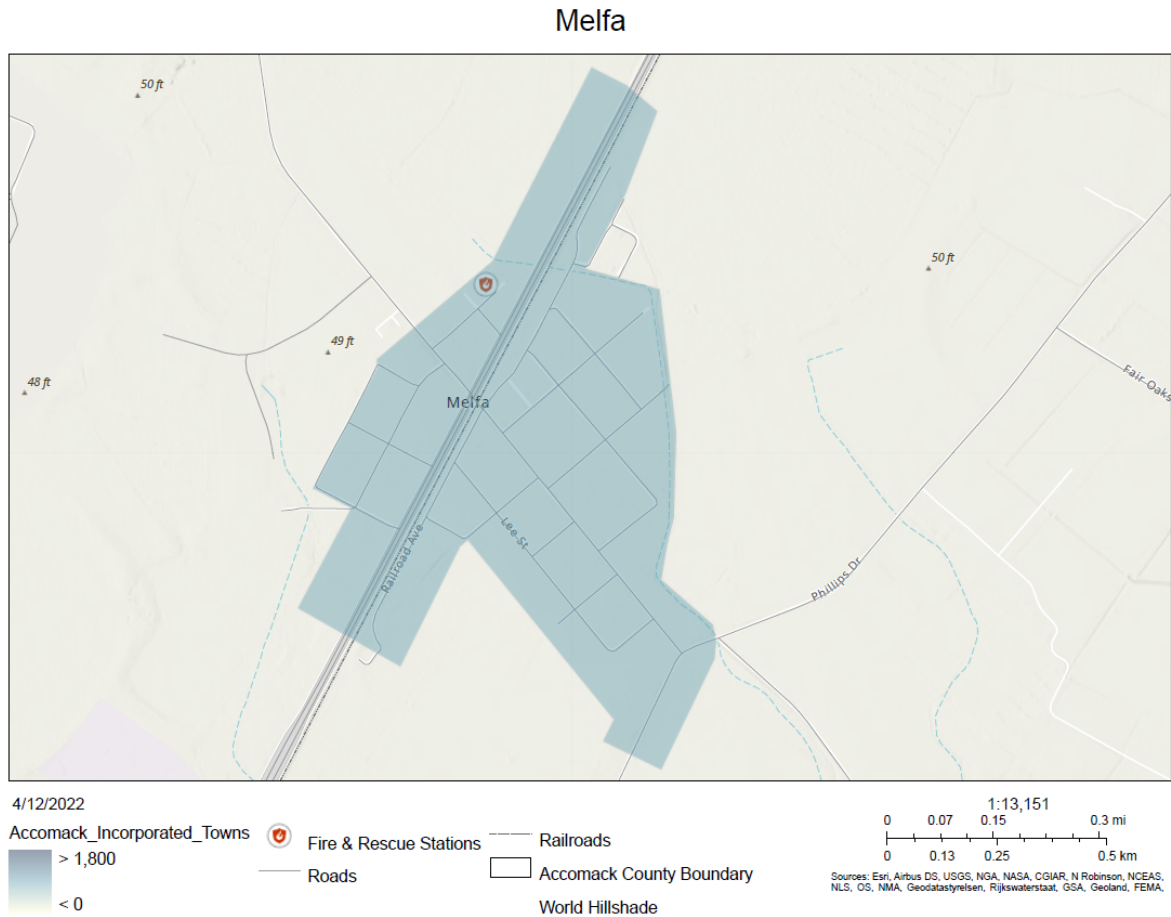 Melfa
50 ft
50 ft
49 ft
48 ft
Melfa
Fair Oaks
Lee St
Railroad Ave
Phillips Dr
4/12/2022
Accomack_Incorporated_Towns
> 1,800
< 0
Fire & Rescue Stations
Roads
Railroads
Accomack County Boundary
World Hillshade
1:13,151
0 0.07 0.15 0.3 mi
0 0.13 0.25 0.5 km
Sources: Esri, Airbus DS, USGS, NGA, NASA, CGIAR, N Robinson, NCEAS,
NLS, OS, NMA, Geodatastyrelsen, Rijkswaterstaat, GSA, Geoland, FEMA,